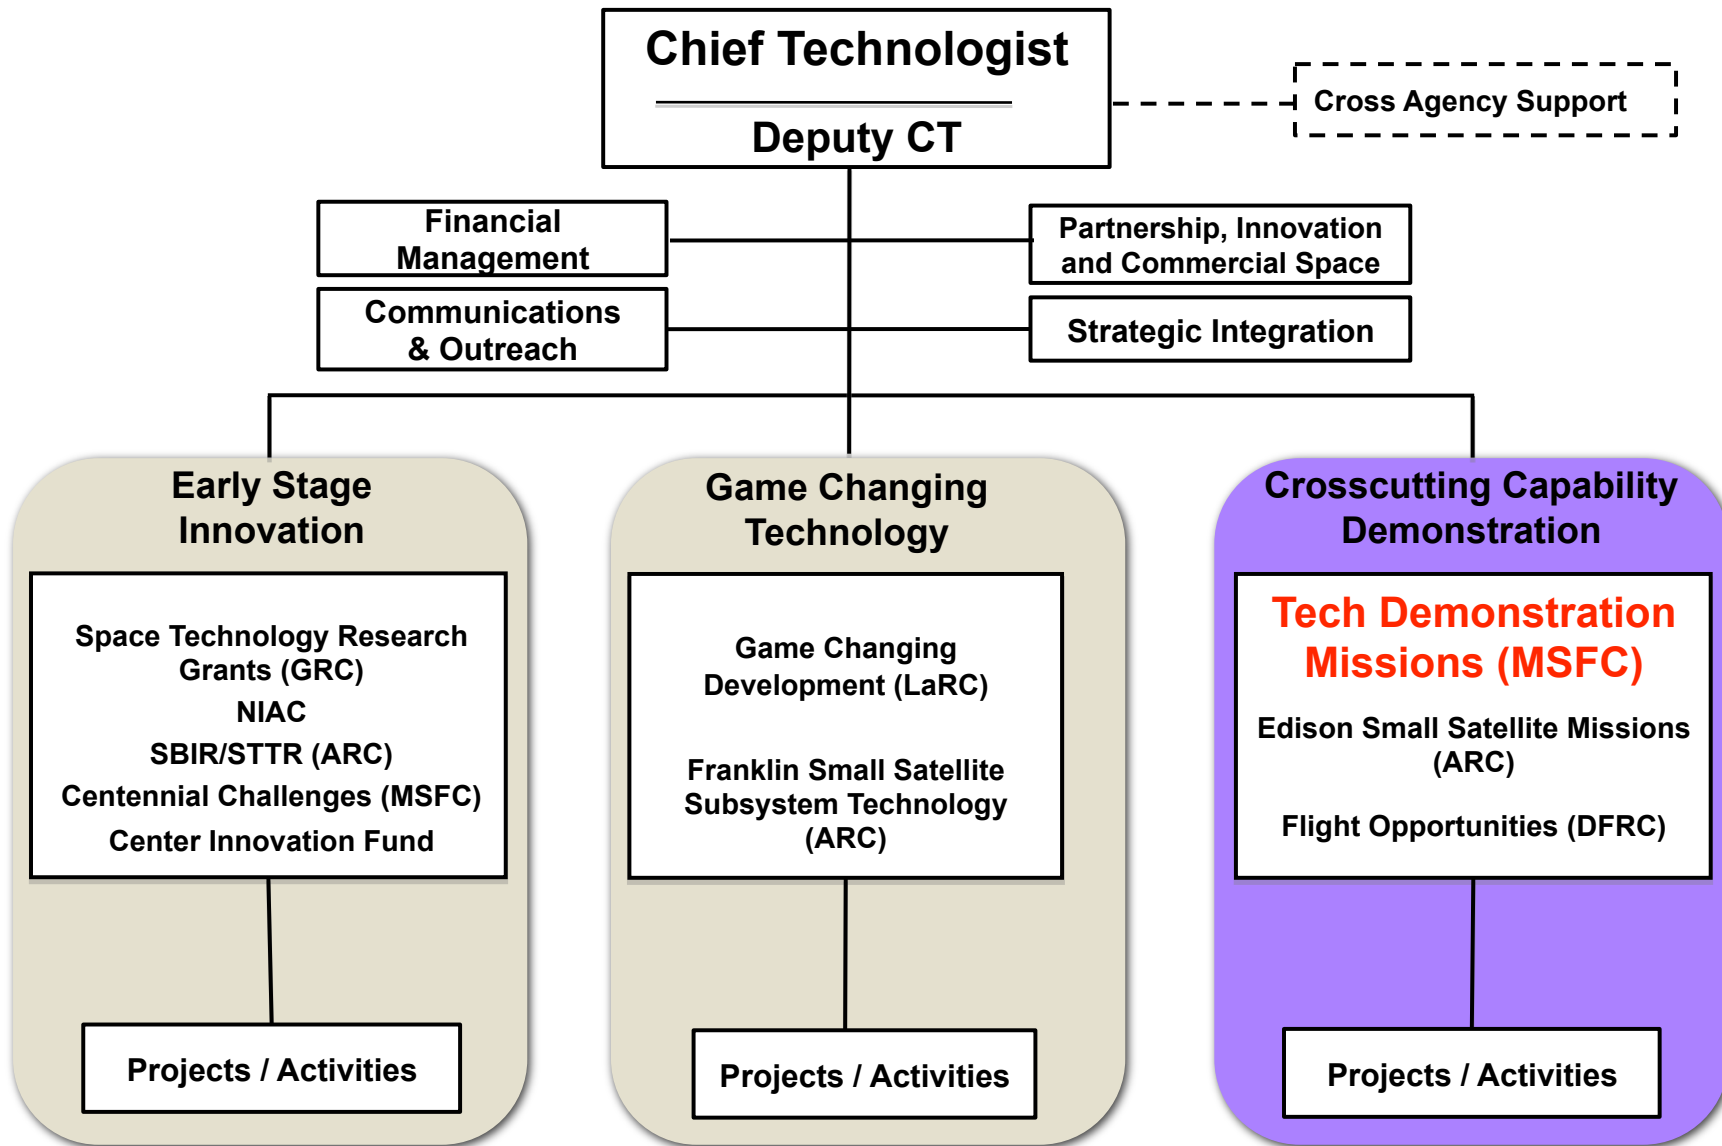 Chief Technologist
Deputy CT
Cross Agency Support
Financial
Management
Partnership, Innovation
and Commercial Space
Communications
& Outreach
Strategic Integration
Early Stage
Innovation
Space Technology Research
Grants (GRC)
NIAC
SBIR/STTR (ARC)
Centennial Challenges (MSFC)
Center Innovation Fund
Projects / Activities
Game Changing
Technology
Game Changing
Development (LaRC)
Franklin Small Satellite
Subsystem Technology
(ARC)
Projects / Activities
Crosscutting Capability
Demonstration
Tech Demonstration
Missions (MSFC)
Edison Small Satellite Missions
(ARC)
Flight Opportunities (DFRC)
Projects / Activities